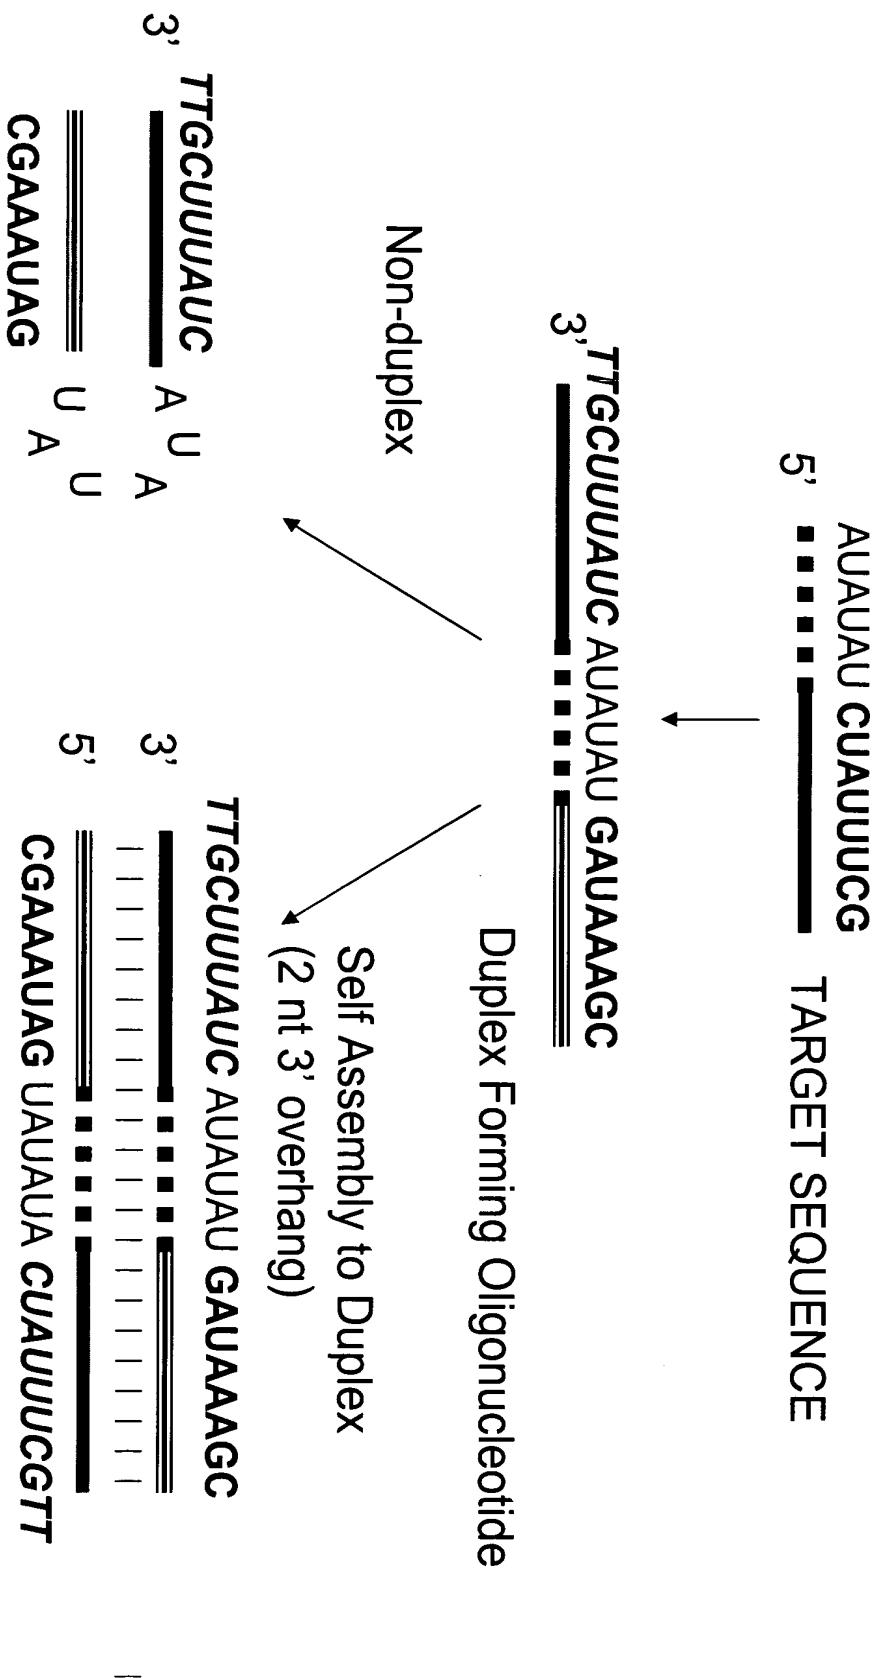 AUAUAU CUAUUUCG
5’
TARGET SEQUENCE
TTGCUUUAUC AUAUAU GAUAAAGC
3’
Duplex Forming Oligonucleotide
Non-duplex
Self Assembly to Duplex
(2 nt 3’ overhang)
TTGCUUUAUC
3’
A U A
U A U
CGAAAUAG
TTGCUUUAUC AUAUAU GAUAAAGC
3’
5’
CGAAAUAG UAUAUA CUAUUUCGTT